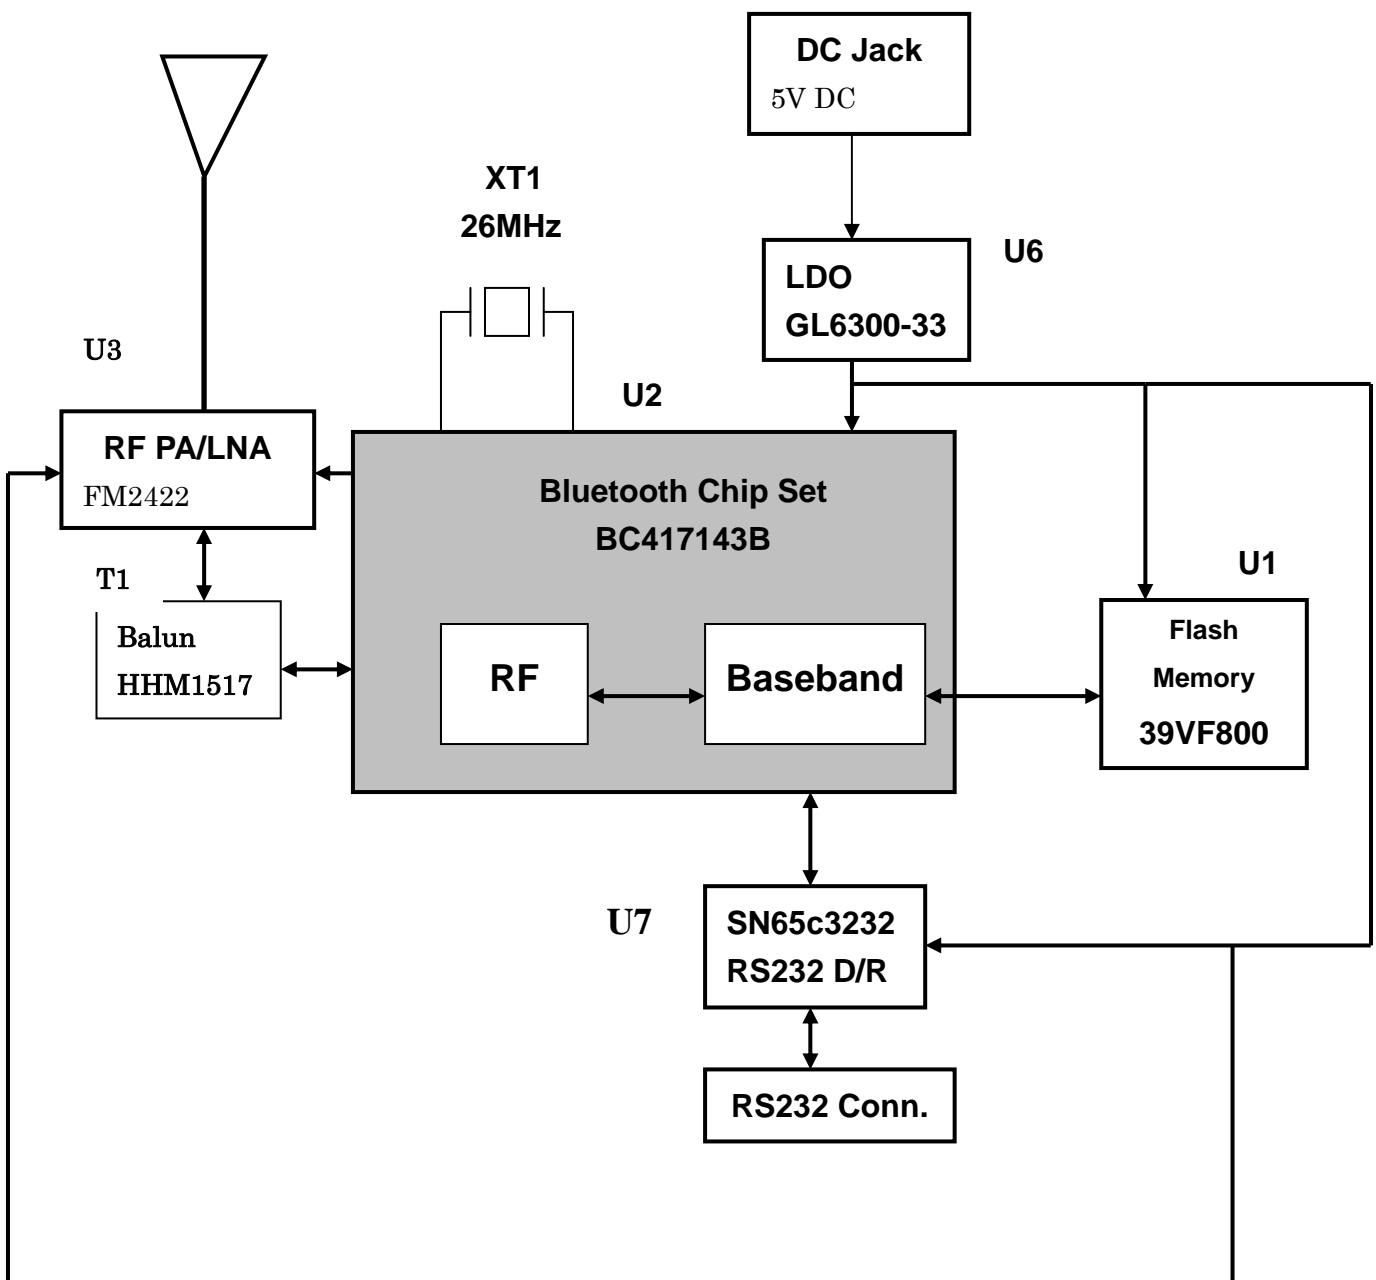 DC Jack
5V DC
XT1
26MHz
U6
LDO
GL6300-33
U3
U2
RF PA/LNA
FM2422
Bluetooth Chip Set
BC417143B
T1
U1
Balun
HHM1517
RF
Baseband
Flash
Memory
39VF800
U7
SN65c3232
RS232 D/R
RS232 Conn.